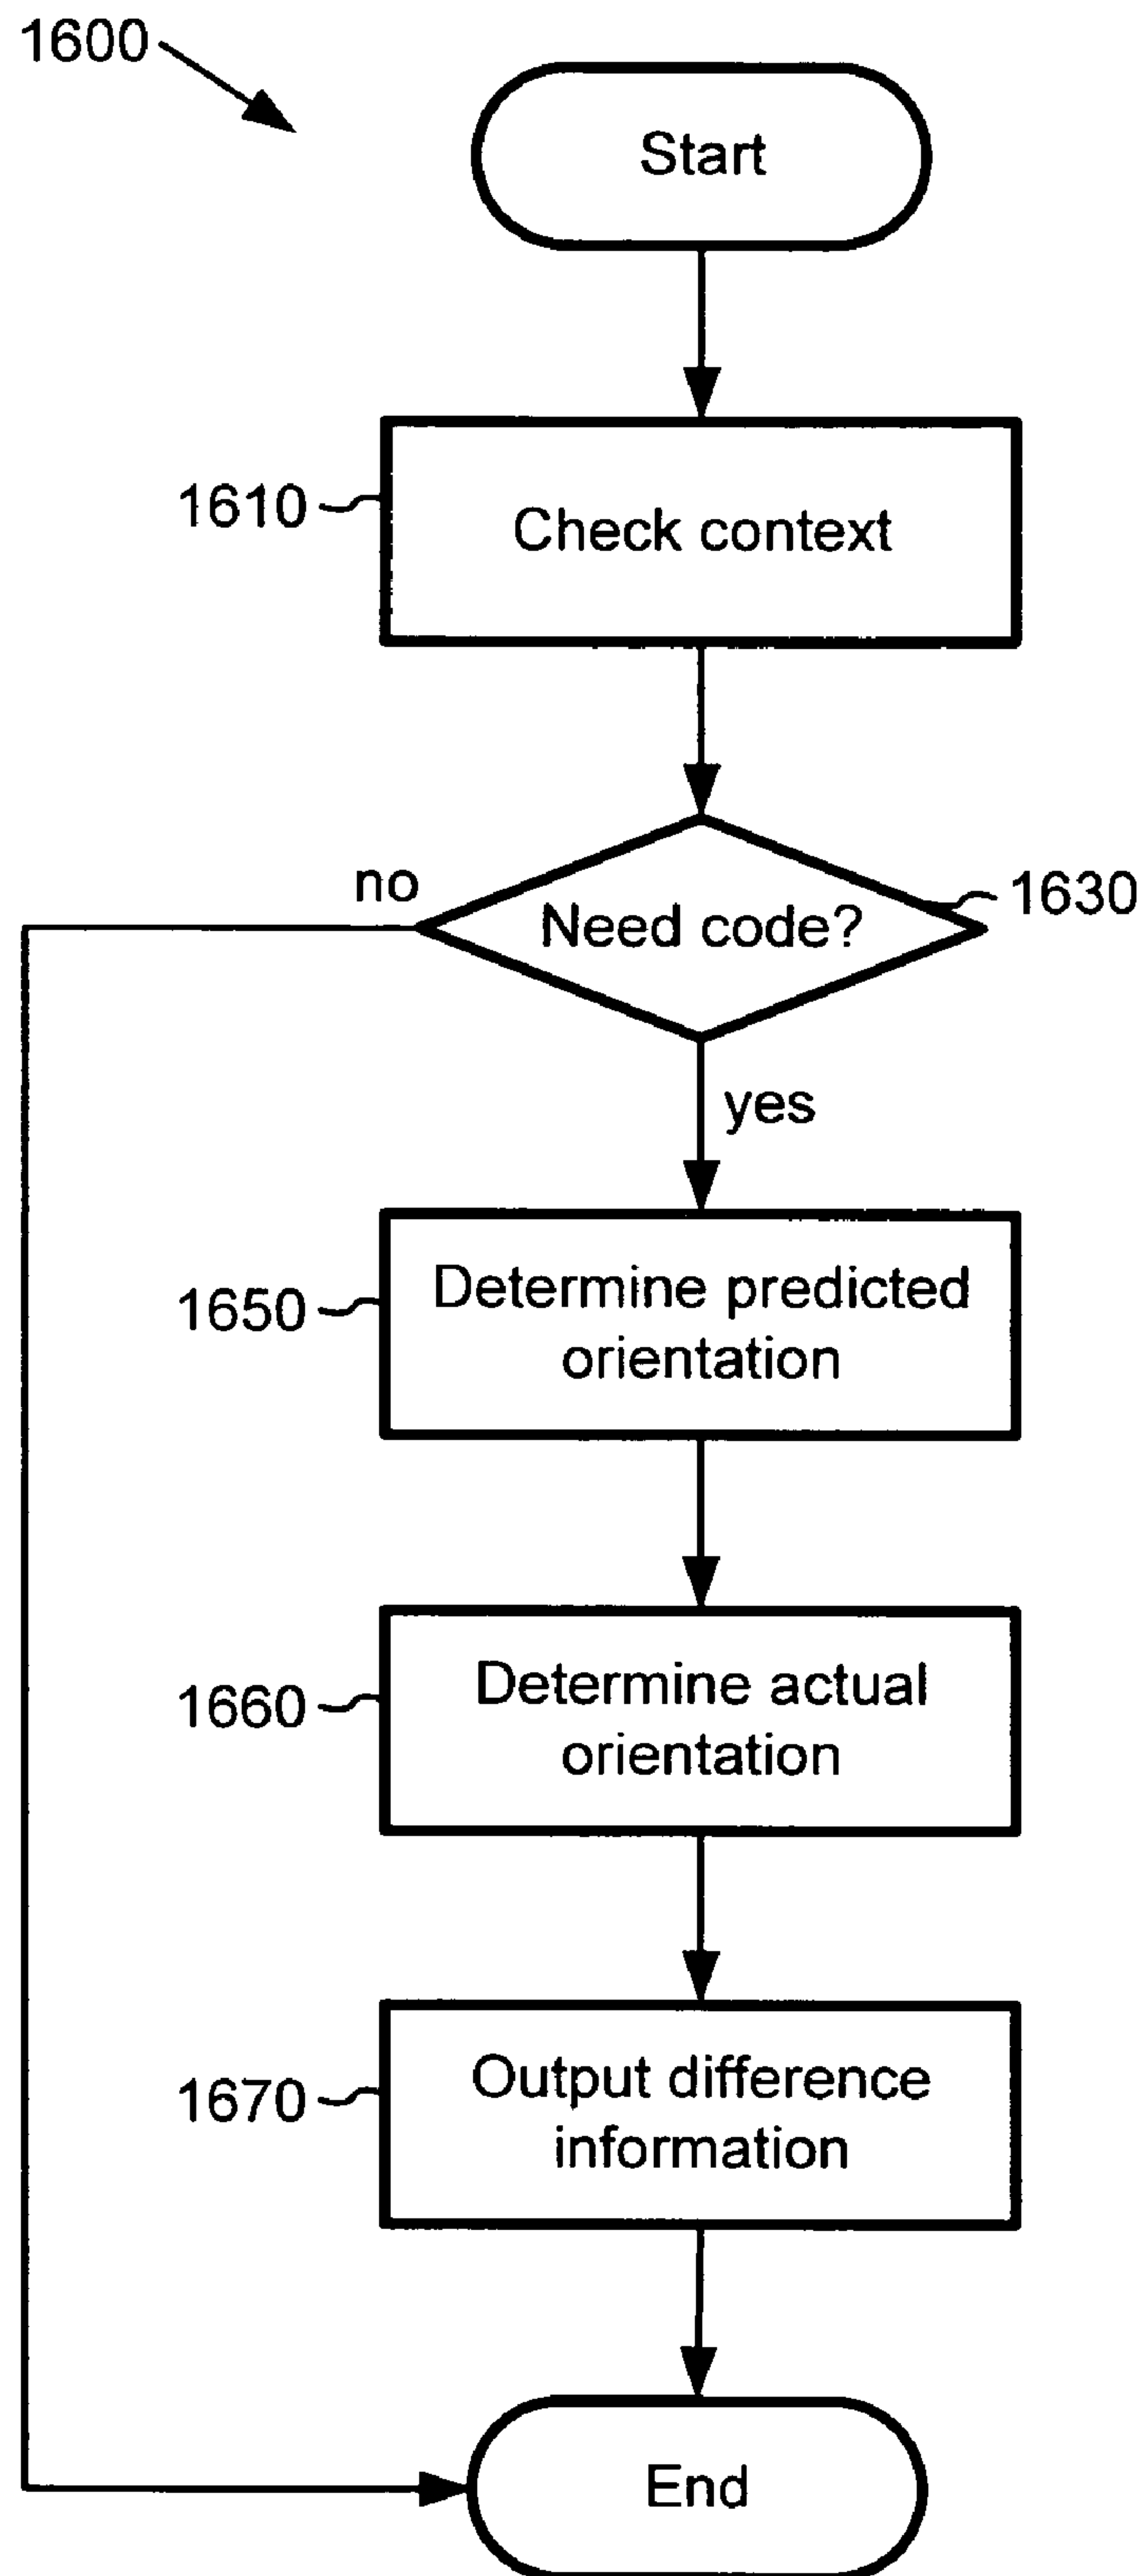 1600
Start
1610
Check context
no
Need code?
1630
yes
1650
Determine predicted
orientation
1660
Determine actual
orientation
1670
Output difference
information
End